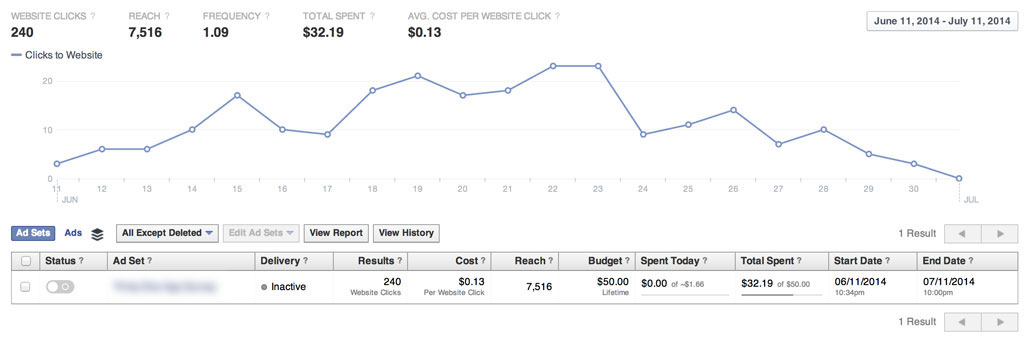 WEBSITE CLICKS ? REACH ? FREQUENCY ? TOTAL SPENT ? AVG. COST PER WEBSITE CLICK ?
240 7,516 1.09 $32.19 $0.13
June 11, 2014 - July 11, 2014
Clicks to Website
20
10
0
11 12 13 14 15 16 17 18 19 20 21 22 23 24 25 26 27 28 29 30
JUN JUL
Ad Sets Ads All Except Deleted Edit Ad Sets View Report View History 1 Result
Status ? Ad Set ? Delivery ? Results ? Cost ? Reach ? Budget ? Spent Today ? Total Spent ? Start Date ? End Date ?
Inactive 240 $0.13 7,516 $50.00 $0.00 of ~$1.66 $32.19 of $50.00 06/11/2014 07/11/2014
Website Clicks Per Website Click Lifetime 10:34pm 10:00pm
1 Result